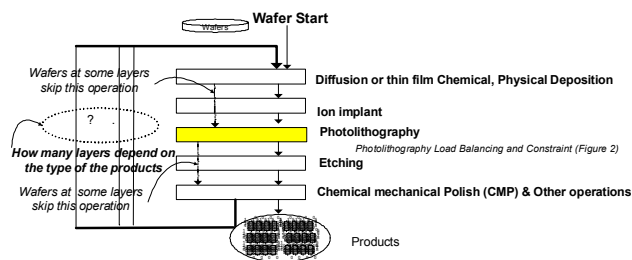 Wafer Start
Wafers
Wafers at some layers
skip this operation
Diffusion or thin film Chemical, Physical Deposition
Ion implant
? .
Photolithography
Photolithography Load Balancing and Constraint (Figure 2)
How many layers depend on
the type of the products
Etching
Wafers at some layers
skip this operation
Chemical mechanical Polish (CMP) & Other operations
Products